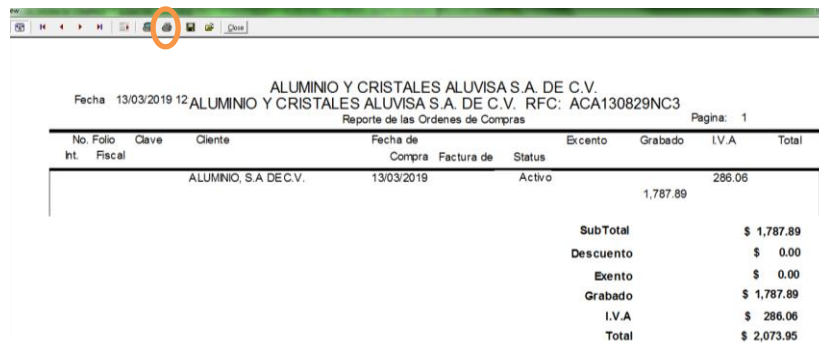 ew
Close
ALUMINIO Y CRISTALES ALUVISA S.A. DE C.V.
Fecha 13/03/2019 12 ALUMINIO Y CRISTALES ALUVISA S.A. DE C.V. RFC: ACA130829NC3
Reporte de las Ordenes de Compras Pagina: 1
No. Folio Clave Cliente Fecha de Excento Grabado I.V.A Total
Int. Fiscal Compra Factura de Status
ALUMINIO, S.A DE C.V. 13/03/2019 Activo 286.06
1,787.89
SubTotal $ 1,787.89
Descuento $ 0.00
Exento $ 0.00
Grabado $ 1,787.89
I.V.A $ 286.06
Total $ 2,073.95